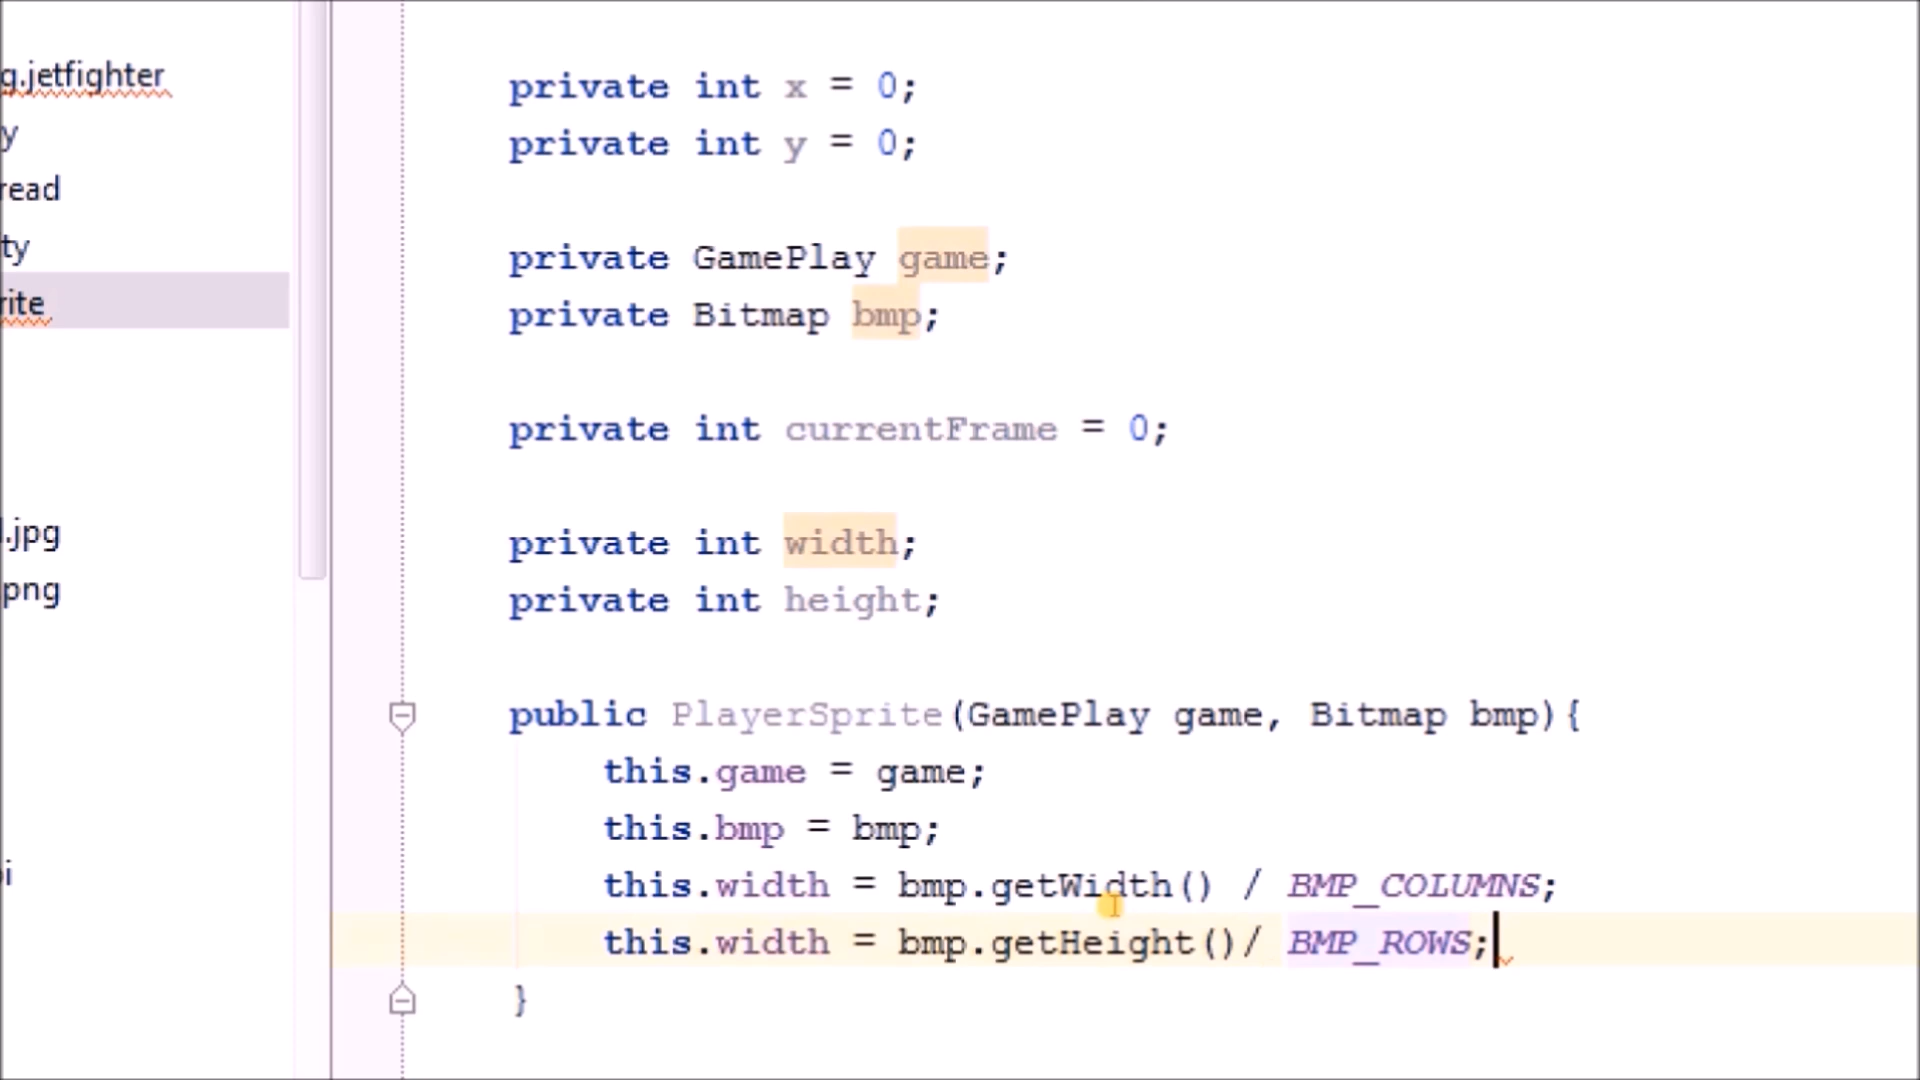 g.jetfighter
y
read
ty
rite
.jpg
png
private int x = 0;
private int y = 0;
private GamePlay game;
private Bitmap bmp;
private int currentFrame = 0;
private int width;
private int height;
public PlayerSprite(GamePlay game, Bitmap bmp){
this.game = game;
this.bmp = bmp;
this.width = bmp.getWidth() / BMP_COLUMNS;
this.width = bmp.getHeight()/ BMP_ROWS;
}